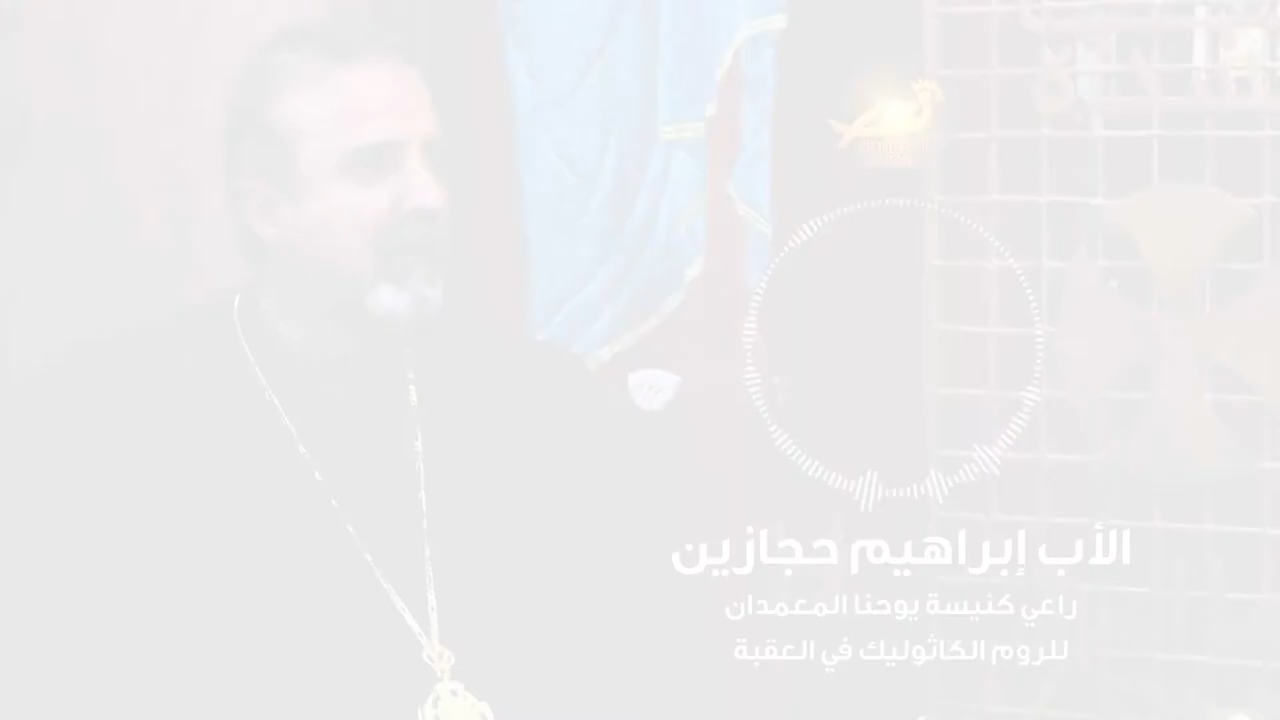 الأب إبراهيم حجازين
راعي كنيسة يوحنا المعمدان
للروم الكاثوليك في العقبة